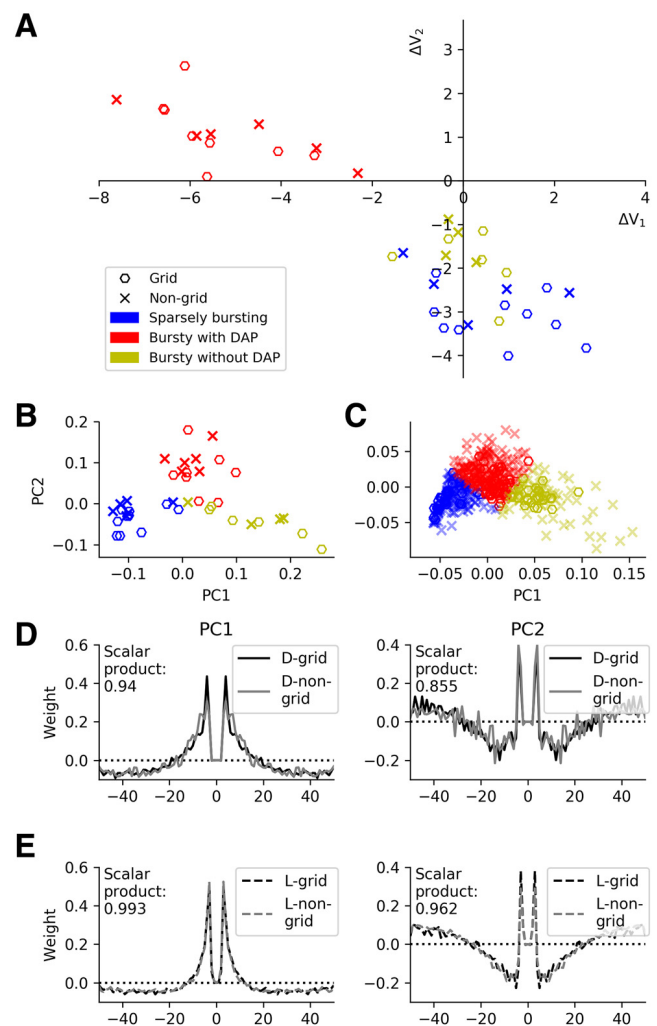 A
ΔV2
3
2
1
0
−8
−6
−4
−2
0
2
4
ΔV1
−1
−2
−3
−4
Grid
Non-grid
Sparsely bursting
Bursty with DAP
Bursty without DAP
B
0.2
0.1
0.0
−0.1
PC2
−0.1
0.0
0.1
0.2
PC1
C
0.05
0.00
−0.05
−0.05
0.00
0.05
0.10
0.15
PC1
D
PC1
0.6
0.4
0.2
0.0
Weight
Scalar
product:
0.94
D-grid
D-non-
grid
−40
−20
0
20
40
PC2
0.4
0.2
0.0
−0.2
Scalar
product:
0.855
D-grid
D-non-
grid
−40
−20
0
20
40
E
0.6
0.4
0.2
0.0
Weight
Scalar
product:
0.993
L-grid
L-non-
grid
−40
−20
0
20
40
0.4
0.2
0.0
−0.2
Scalar
product:
0.962
L-grid
L-non-
grid
−40
−20
0
20
40